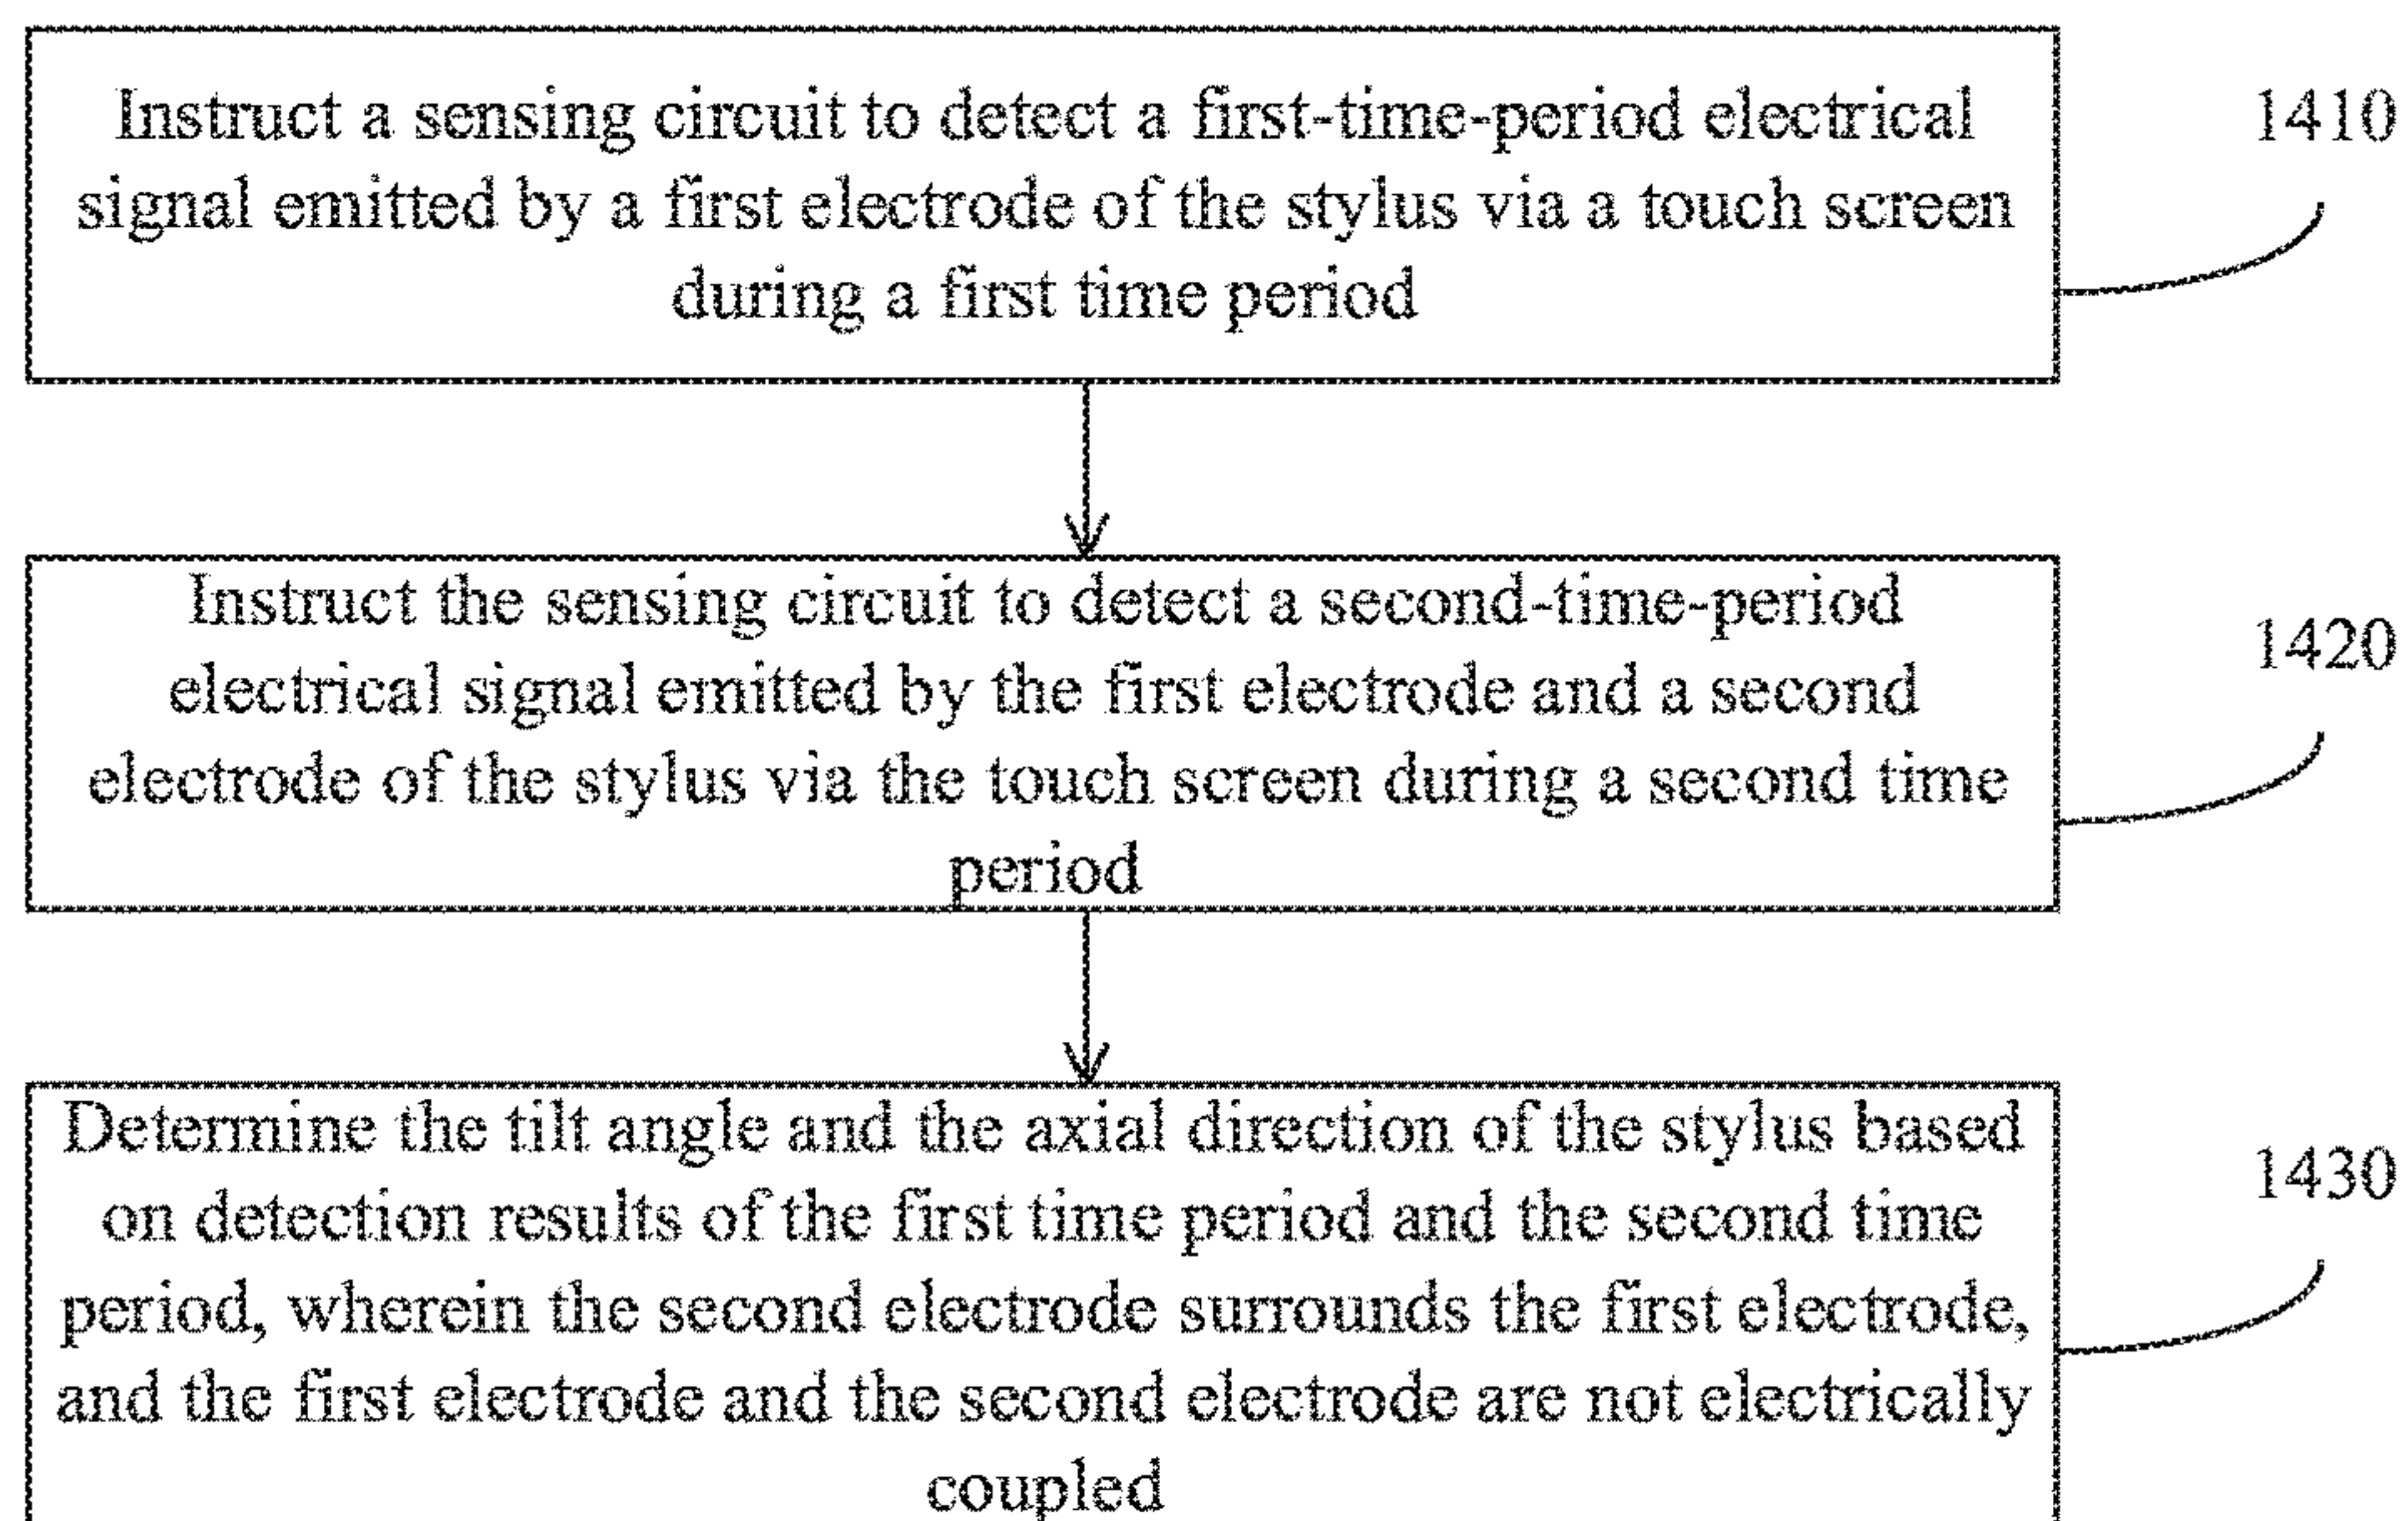 Instruct a sensing circuit to detect a first-time-period electrical
signal emitted by a first electrode of the stylus via a touch screen
during a first time period
1410
Instruct the sensing circuit to detect a second-time-period
electrical signal emitted by the first electrode and a second
electrode of the stylus via the touch screen during a second time
period
1420
Determine the tilt angle and the axial direction of the stylus based
on detection results of the first time period and the second time
period, wherein the second electrode surrounds the first electrode,
and the first electrode and the second electrode are not electrically
coupled
1430